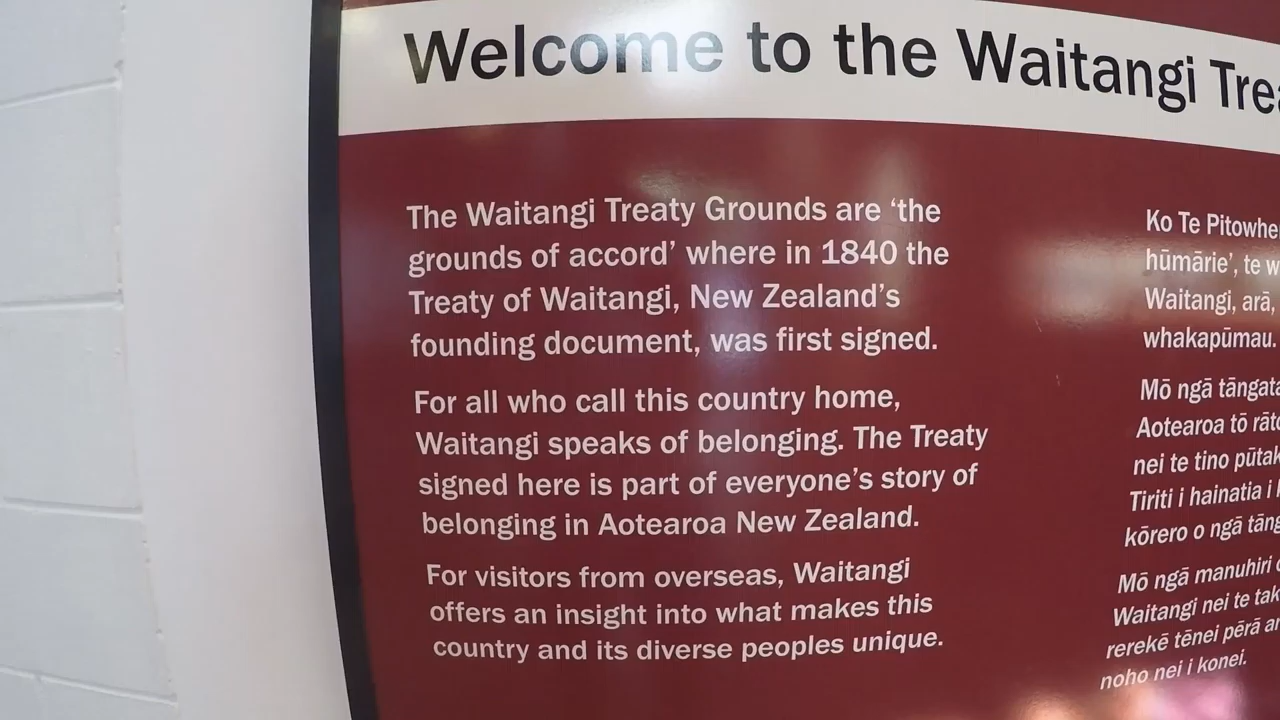 Welcome to the Waitangi
The Waitangi Treaty Grounds are ‘the
grounds of accord’ where in 1840 the
Treaty of Waitangi, New Zealand’s
founding document, was first signed.
For all who call this country home,
Waitangi speaks of belonging. The Treaty
signed here is part of everyone’s story of
belonging in Aotearoa New Zealand.
For visitors from overseas, Waitangi
offers an insight into what makes this
country and its diverse peoples unique.
Ko Te
hūmārie’, te
Waitangi, arā,
whakapūmau.
Mō ngā
Aotearoa tō
nei te tino
Tiriti i hainatia i
kōrero o ngā
Mō ngā manuhiri
Waitangi nei te
rerekē tēnei pērā
noho nei i konei.